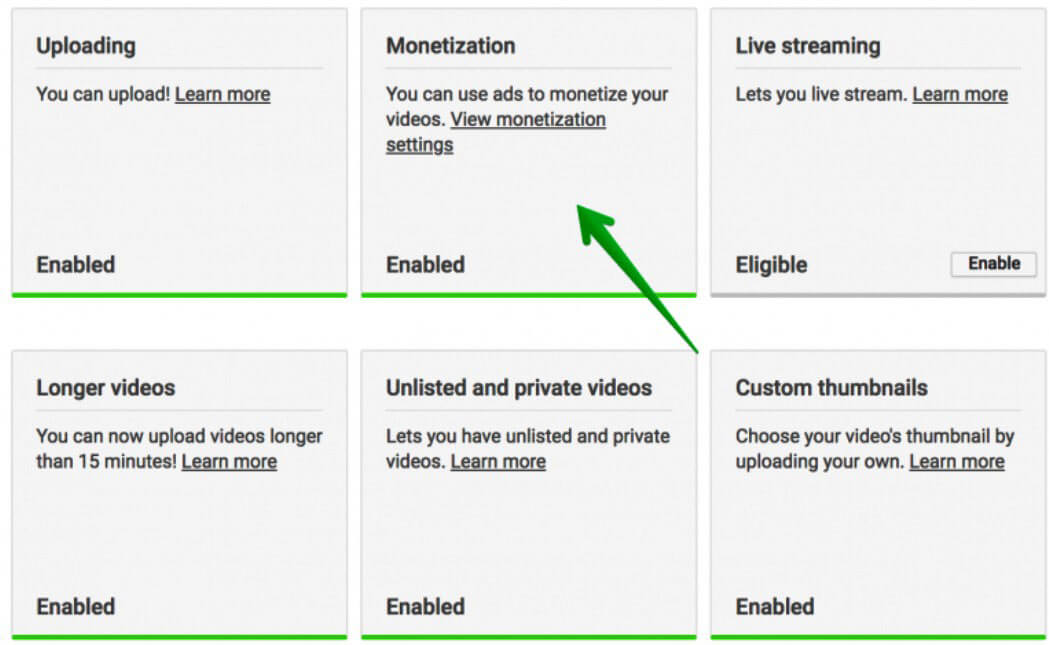 Uploading
You can upload! Learn more
Enabled
Monetization
You can use ads to monetize your
videos. View monetization
settings
Enabled
Live streaming
Lets you live stream. Learn more
Eligible
Enable
Longer videos
You can now upload videos longer
than 15 minutes! Learn more
Enabled
Unlisted and private videos
Lets you have unlisted and private
videos. Learn more
Enabled
Custom thumbnails
Choose your video's thumbnail by
uploading your own. Learn more
Enabled